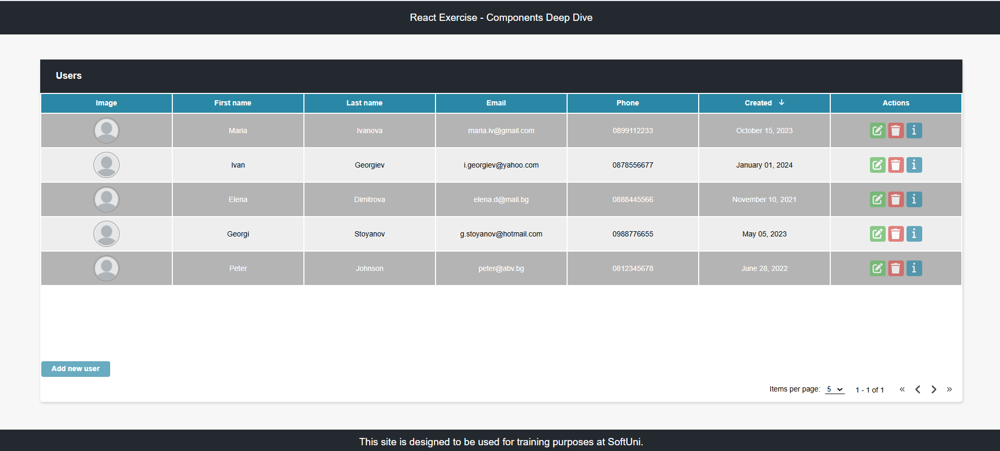 React Exercise - Components Deep Dive
Users
Image First name Last name Email Phone Created Actions
Maria Ivanova maria.iv@gmail.com 0899112233 October 15, 2023
Ivan Georgiev i.georgiev@yahoo.com 0878556677 January 01, 2024
Elena Dimitrova elena.d@mail.bg 0888445566 November 10, 2021
Georgi Stoyanov g.stoyanov@hotmail.com 0988776655 May 05, 2023
Peter Johnson peter@abv.bg 0812345678 June 28, 2022
Add new user
Items per page: 5 1 - 1 of 1
This site is designed to be used for training purposes at SoftUni.